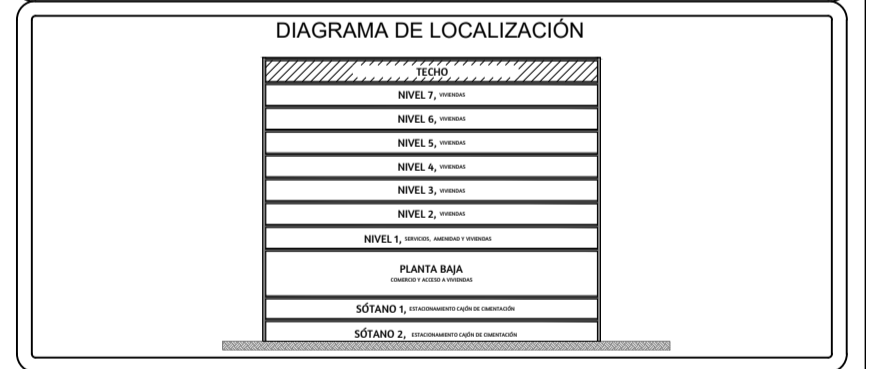 DIAGRAMA DE LOCALIZACIÓN
TECHO
NIVEL 7, VIVIENDAS
NIVEL 6, VIVIENDAS
NIVEL 5, VIVIENDAS
NIVEL 4, VIVIENDAS
NIVEL 3, VIVIENDAS
NIVEL 2, VIVIENDAS
NIVEL 1, SERVICIOS, AMENIDAD Y VIVIENDAS
PLANTA BAJA
COMERCIO Y ACCESO A VIVIENDAS
SÓTANO 1, ESTACIONAMIENTO CAJÓN DE CIMENTACIÓN
SÓTANO 2, ESTACIONAMIENTO CAJÓN DE CIMENTACIÓN